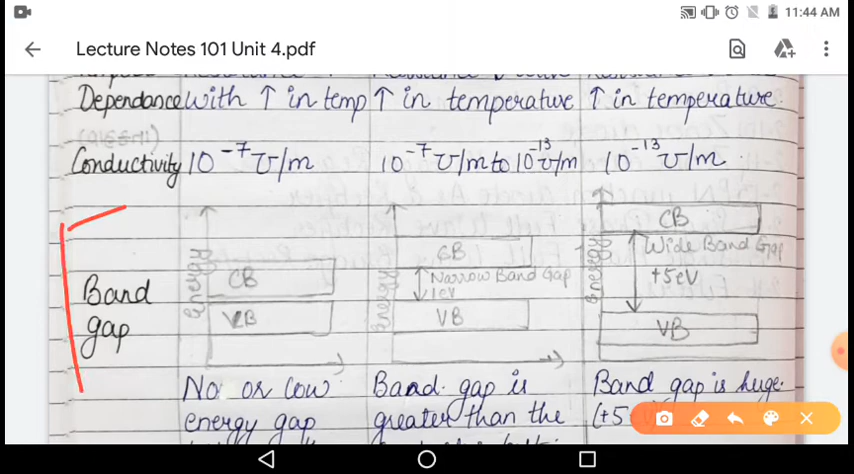 11:44 AM
Lecture Notes 101 Unit 4.pdf
Dependance with ↑ in temp ↑ in temperature ↑ in temperature.
Conductivity 10⁻⁷ ℧/m 10⁻⁷ ℧/m to 10⁻¹³ ℧/m 10⁻¹³ ℧/m
Band
gap
Energy
CB
VB
Energy
CB
Narrow Band Gap
1eV
VB
Energy
CB
Wide Band Gap
+5eV
VB
No or low
energy gap
Band gap is
greater than the
Band gap is huge.
(+5